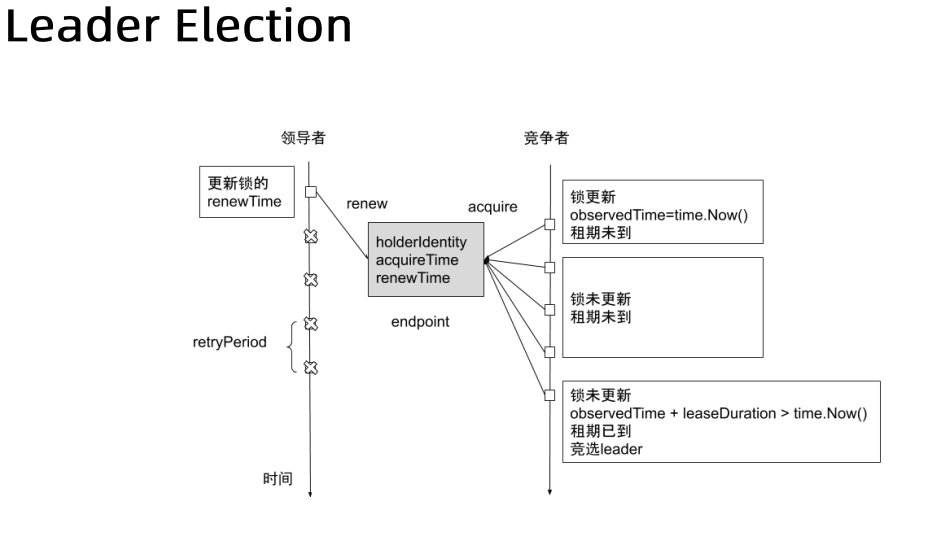 Leader Election
领导者
竞争者
更新锁的
renewTime
renew
acquire
锁更新
observedTime=time.Now()
租期未到
holderIdentity
acquireTime
renewTime
endpoint
锁未更新
租期未到
retryPeriod
锁未更新
observedTime + leaseDuration > time.Now()
租期已到
竞选leader
时间